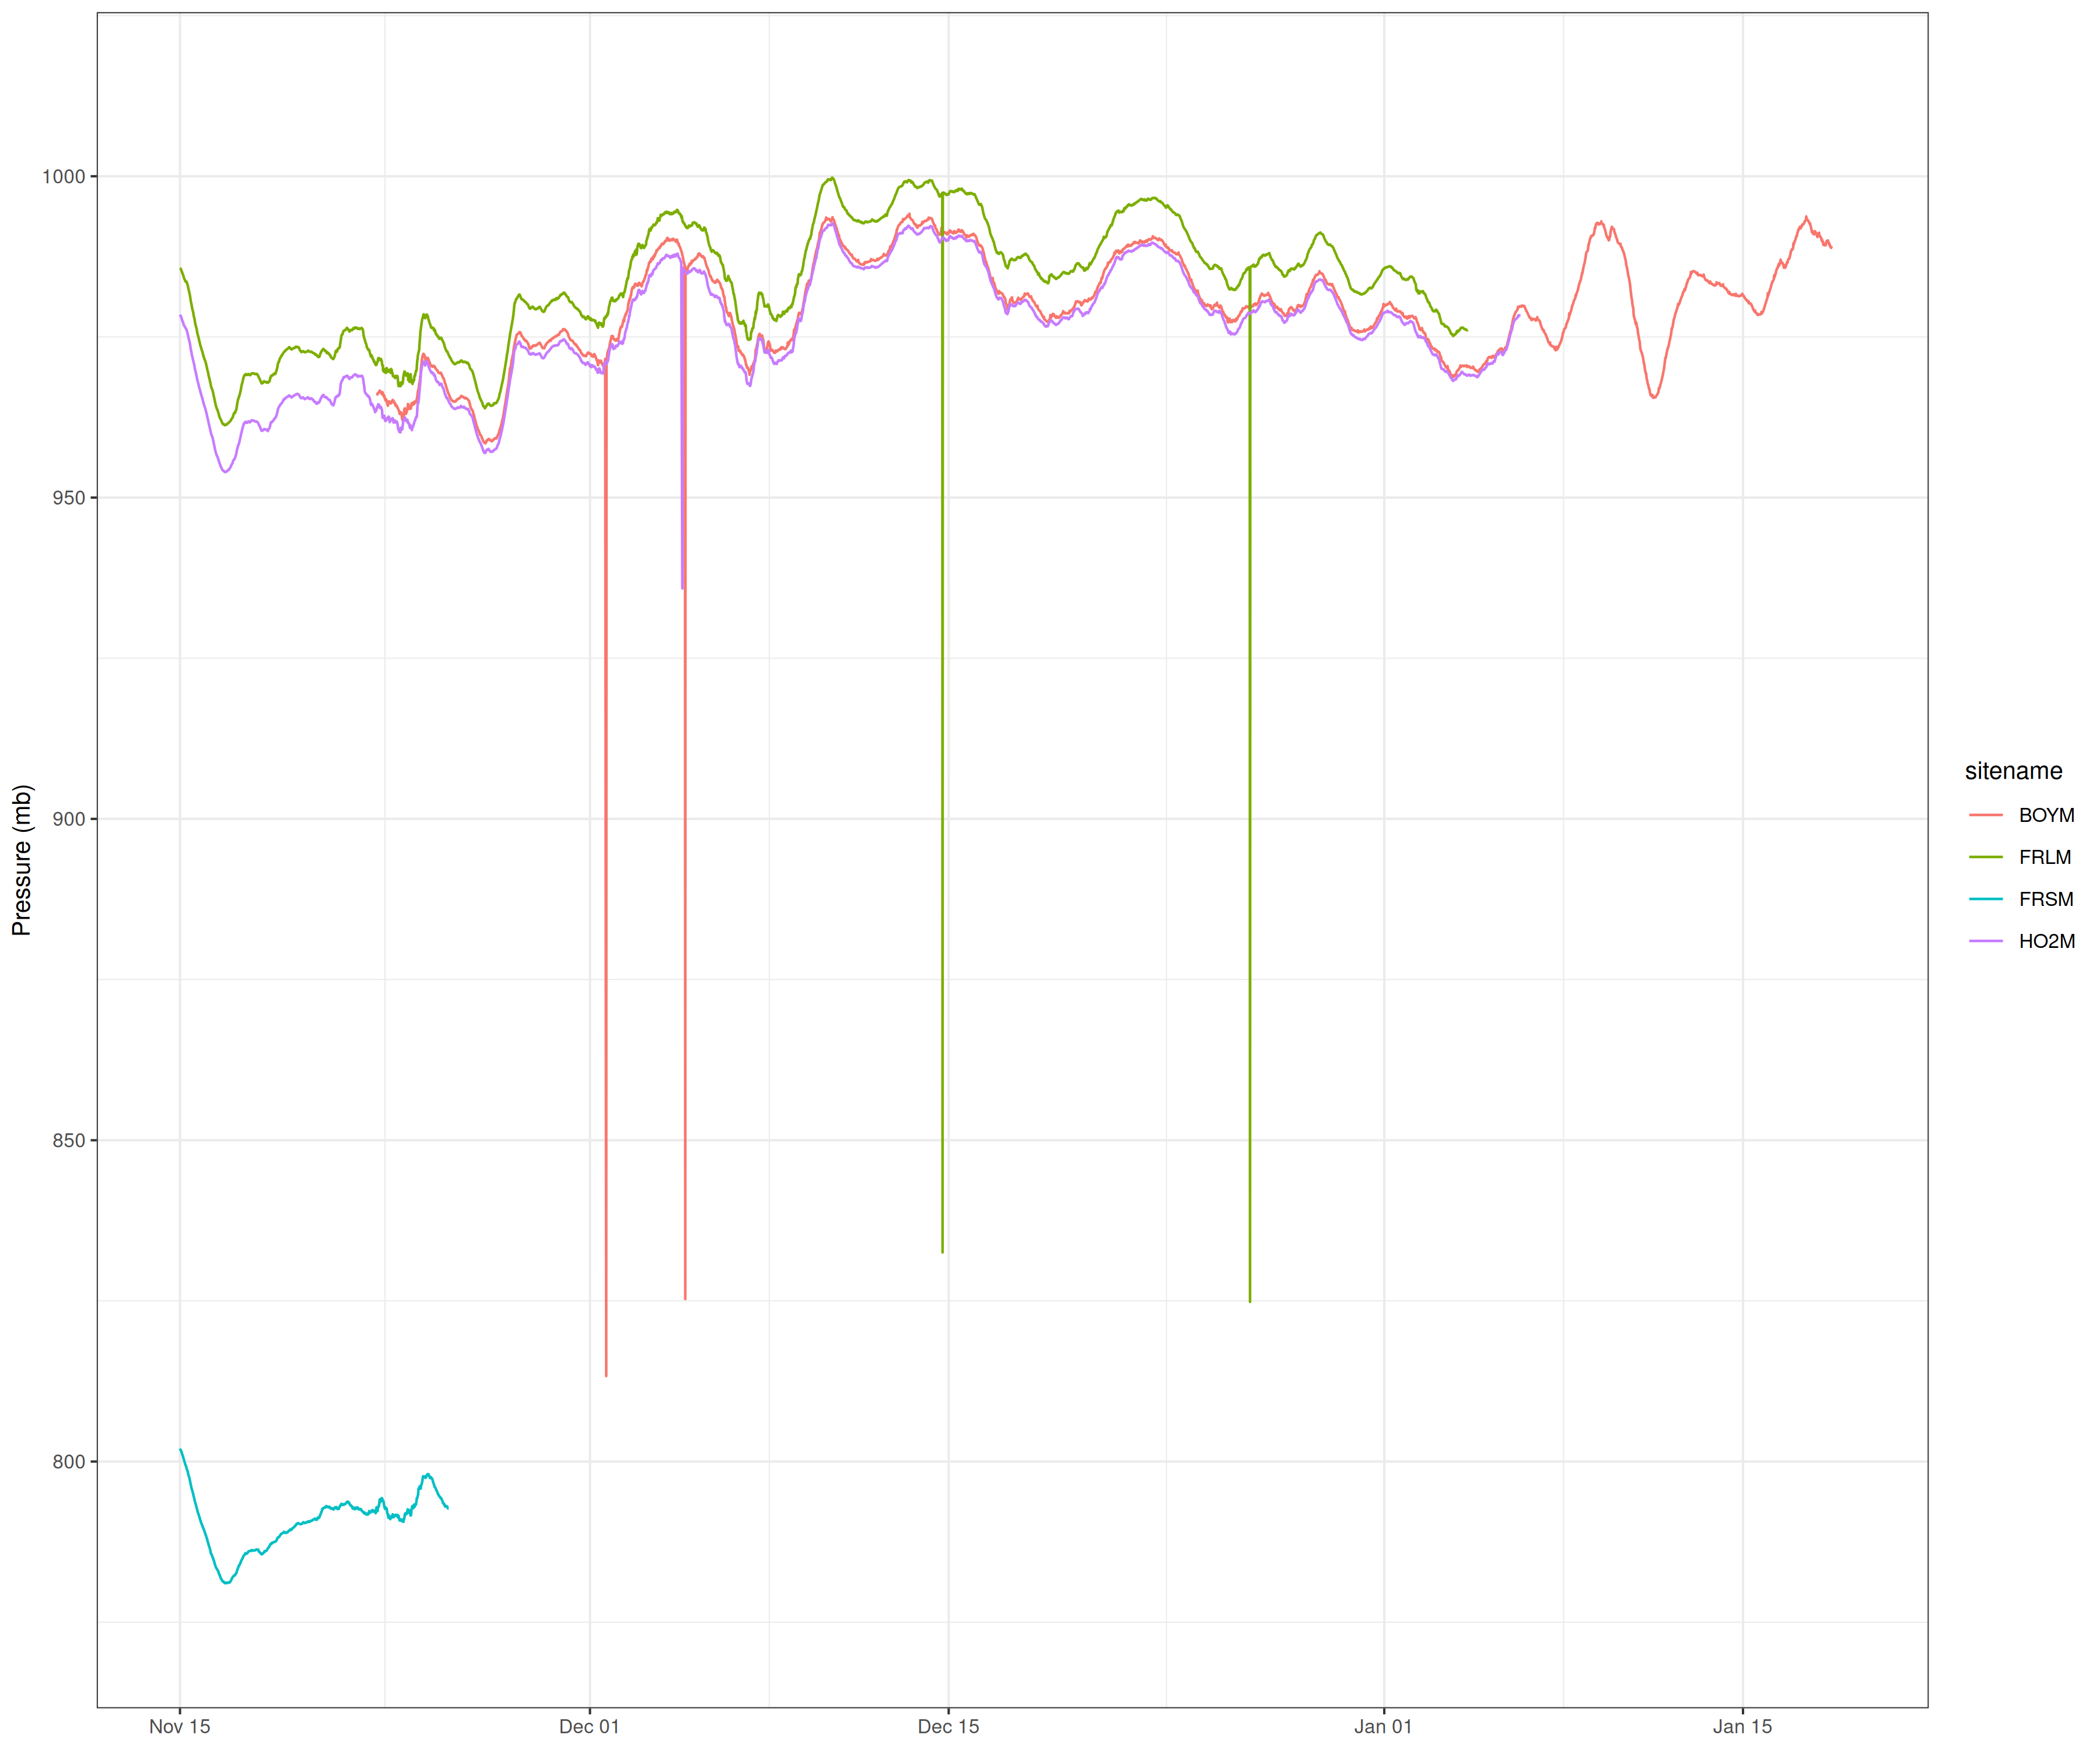 1000
950
900
850
800
Pressure (mb)
Nov 15
Dec 01
Dec 15
Jan 01
Jan 15
sitename
BOYM
FRLM
FRSM
HO2M